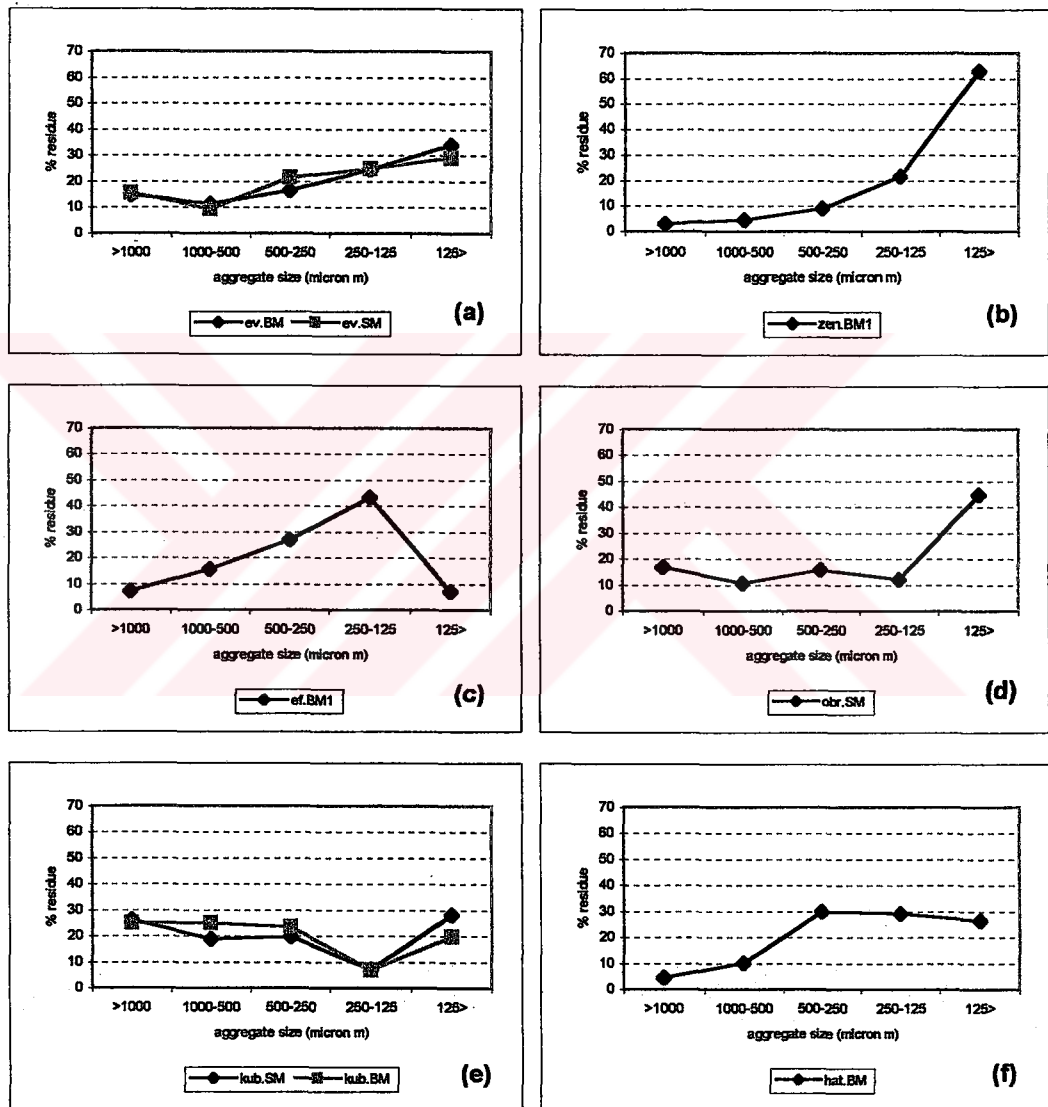 70
60
50
40
30
20
10
0
% residue
>1000 1000-500 500-250 250-125 125>
aggregate size (micron m)
ev.BM ev.SM
(a)
70
60
50
40
30
20
10
0
% residue
>1000 1000-500 500-250 250-125 125>
aggregate size (micron m)
zen.BM1
(b)
70
60
50
40
30
20
10
0
% residue
>1000 1000-500 500-250 250-125 125>
aggregate size (micron m)
ef.BM1
(c)
70
60
50
40
30
20
10
0
% residue
>1000 1000-500 500-250 250-125 125>
aggregate size (micron m)
obr.SM
(d)
70
60
50
40
30
20
10
0
% residue
>1000 1000-500 500-250 250-125 125>
aggregate size (micron m)
kub.SM kub.BM
(e)
70
60
50
40
30
20
10
0
% residue
>1000 1000-500 500-250 250-125 125>
aggregate size (micron m)
hat.BM
(f)